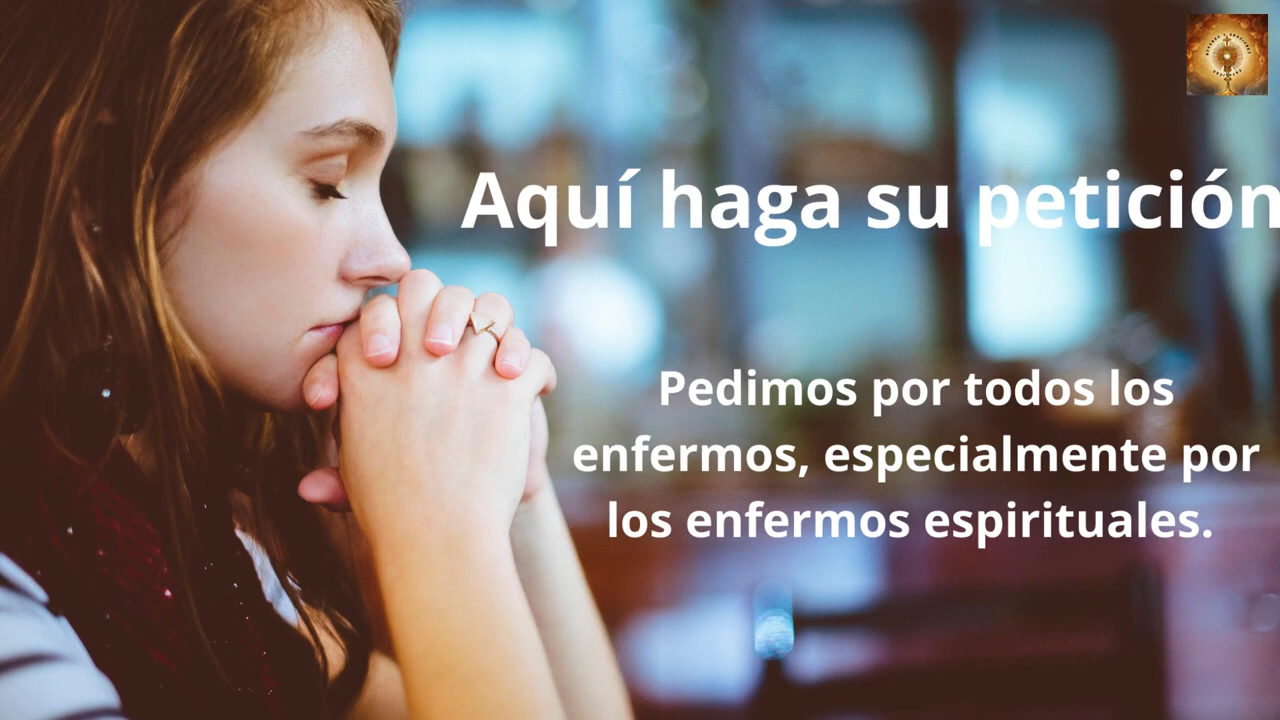 Aquí haga su petición
Pedimos por todos los
enfermos, especialmente por
los enfermos espirituales.